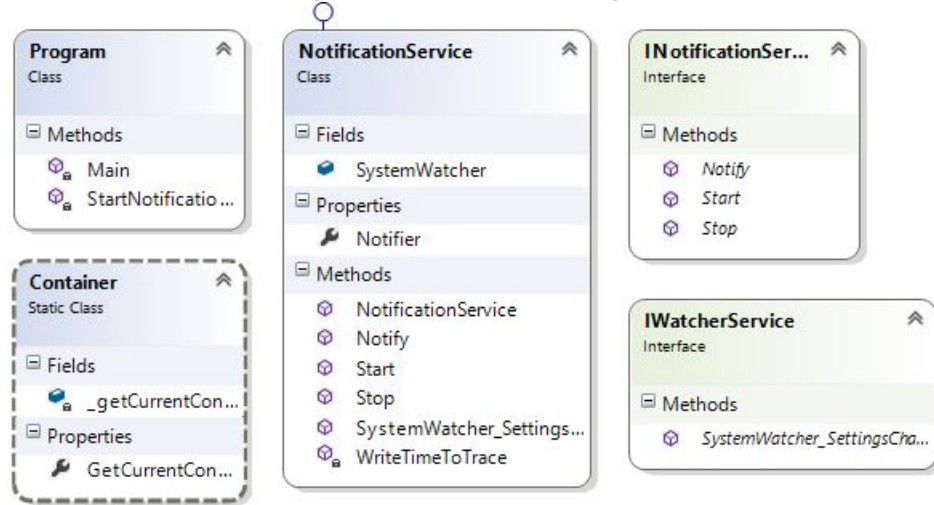 Program
Class
Methods
Main
StartNotificatio...
Container
Static Class
Fields
_getCurrentCon...
Properties
GetCurrentCon...
NotificationService
Class
Fields
SystemWatcher
Properties
Notifier
Methods
NotificationService
Notify
Start
Stop
SystemWatcher_Settings...
WriteTimeToTrace
INotificationSer...
Interface
Methods
Notify
Start
Stop
IWatcherService
Interface
Methods
SystemWatcher_SettingsCha...